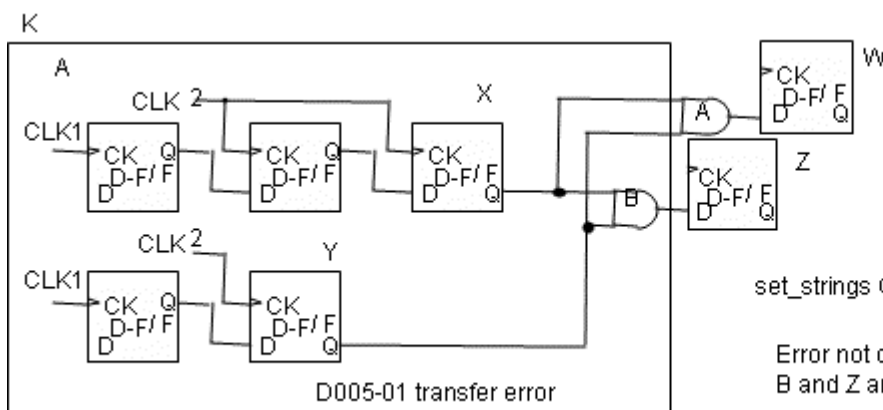 K
A
CLK 2
X
W
CLK1
CK Q
D-F/F
D
CK Q
D-F/F
D
CK
D-F/F
D Q
A
CK
D-F/F
Q
B
CK
D-F/F
D Q
Z
CLK 2
Y
CLK1
CK Q
D-F/F
D
CK
D-F/F
D Q
set_strings
Error not
B and Z
D005-01 transfer error